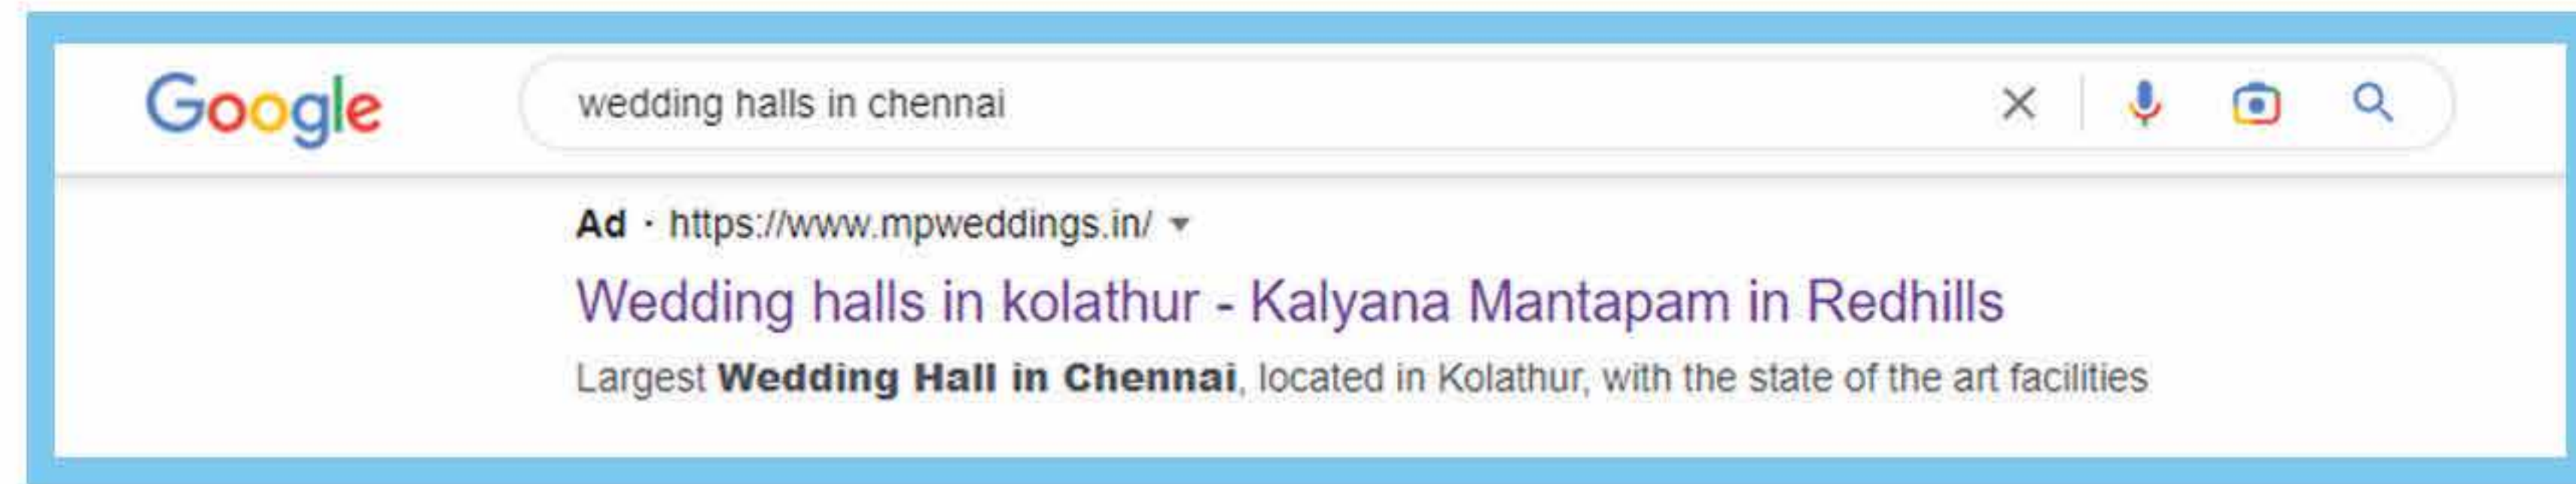 Google wedding halls in chennai
Ad · https://www.mpweddings.in/
Wedding halls in kolathur - Kalyana Mantapam in Redhills
Largest Wedding Hall in Chennai, located in Kolathur, with the state of the art facilities